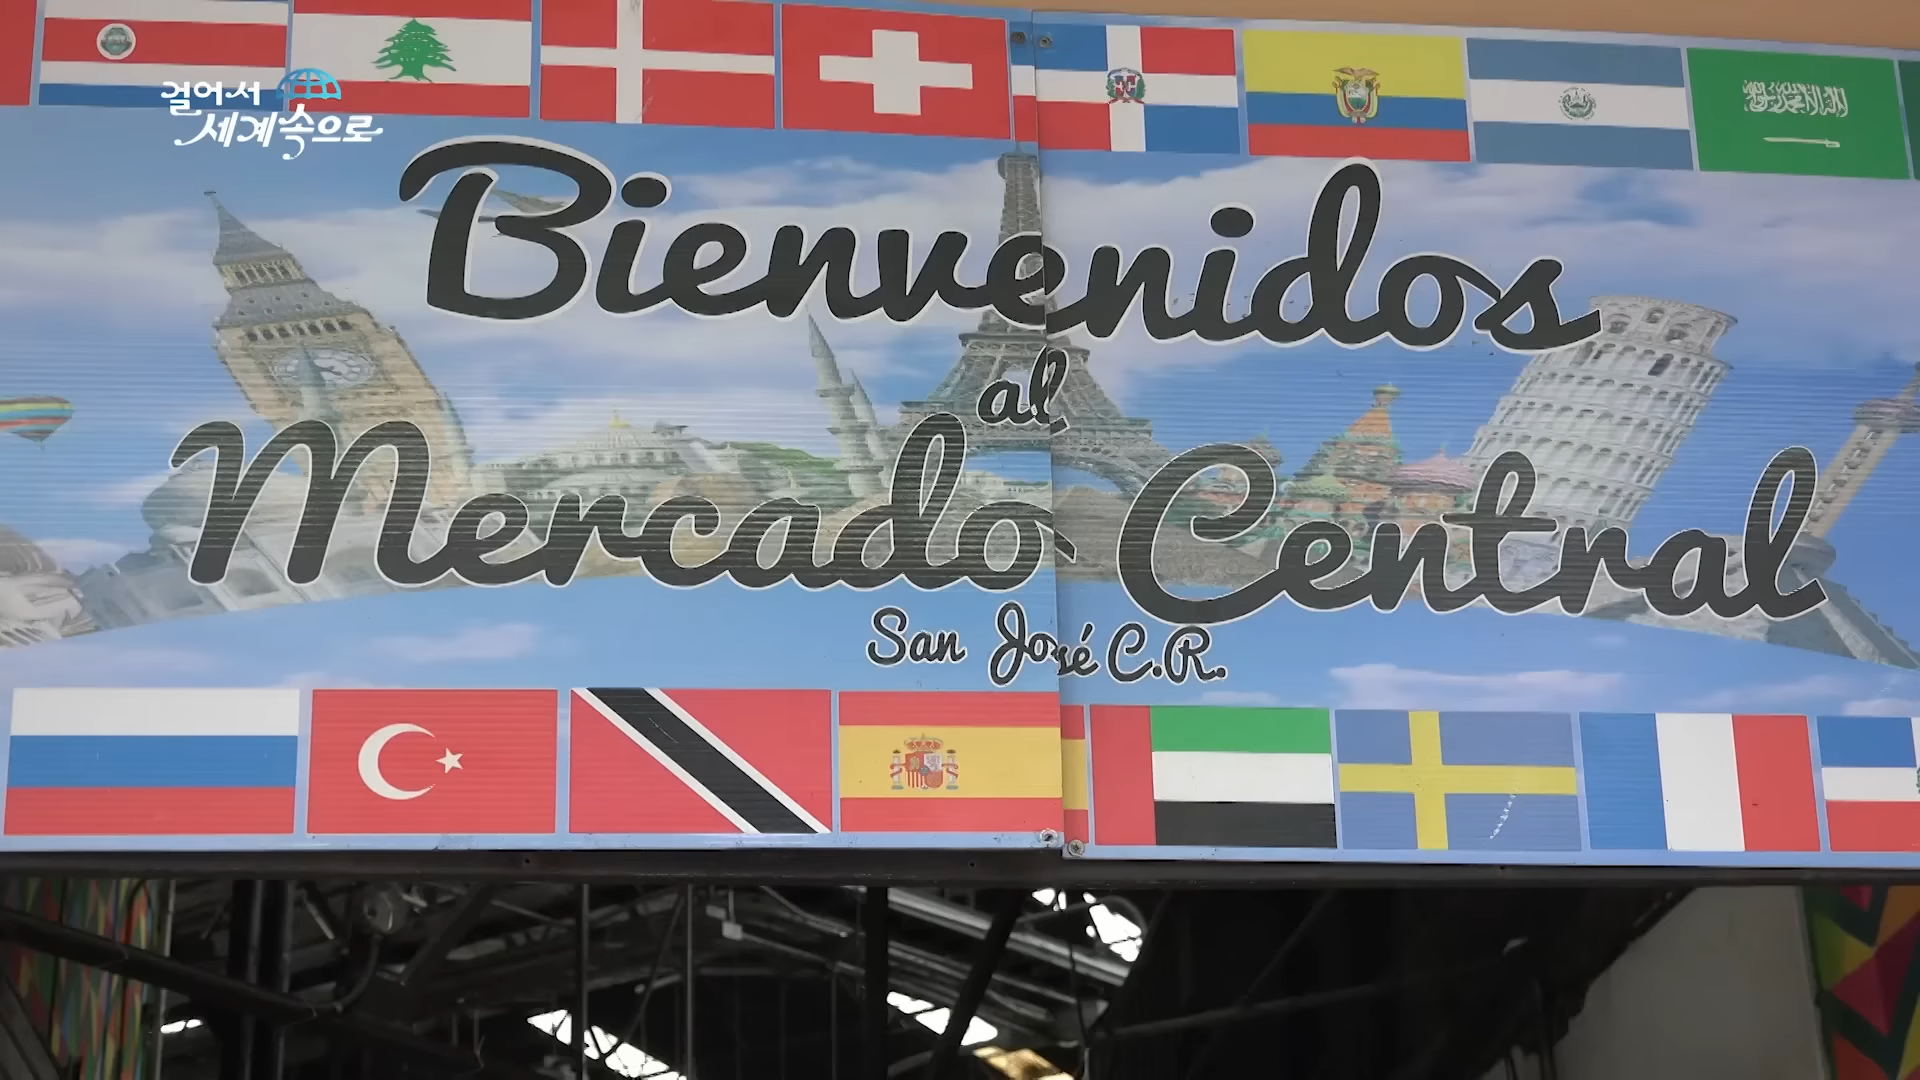 걸어서
세계속으로
Bienvenidos
al
Mercado Central
San José C.R.